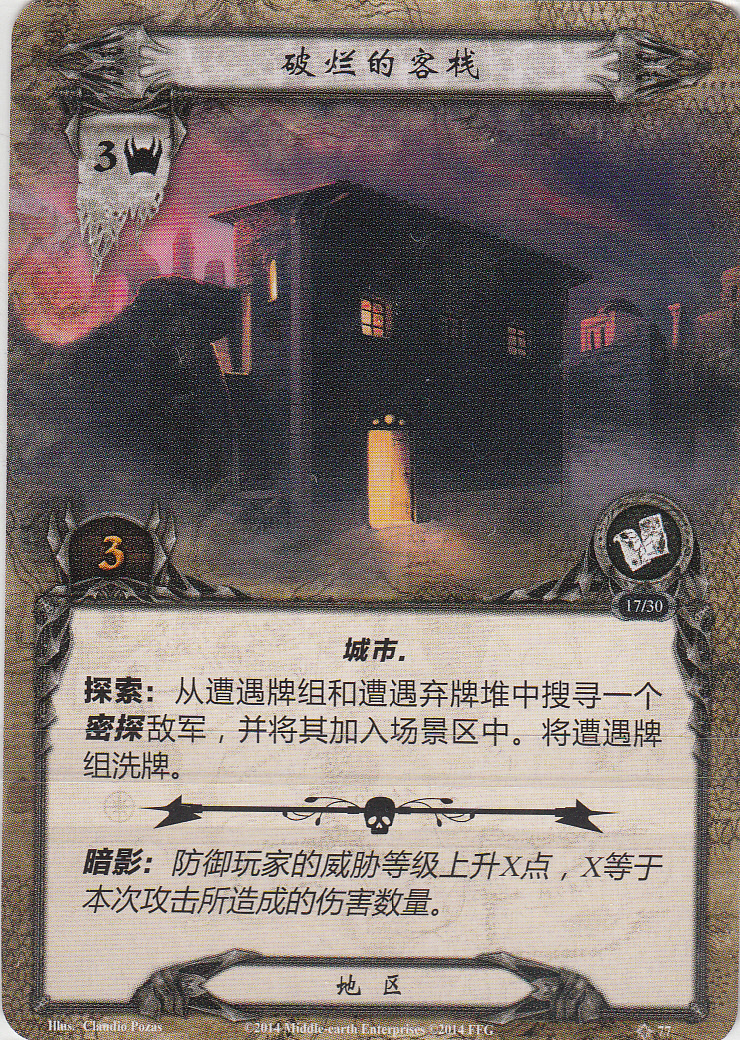 破烂的客栈
3
3
17/30
城市.
探索：从遭遇牌组和遭遇弃牌堆中搜寻一个
密探敌军，并将其加入场景区中。将遭遇牌
组洗牌。
暗影：防御玩家的威胁等级上升X点，X等于
本次攻击所造成的伤害数量。
地区
Illus. Claudio Pozas
©2014 Middle-earth Enterprises ©2014 FFG
77